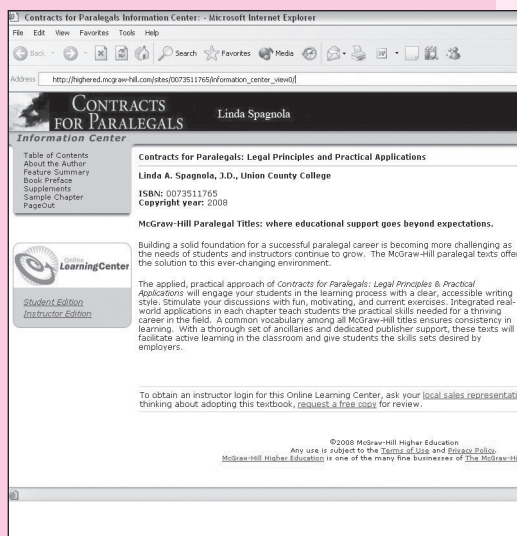 Contracts for Paralegals Information Center: - Microsoft Internet Explorer
File Edit View Favorites Tools Help
Back Search Favorites Media
Address http://highered.mcgraw-hill.com/sites/0073511765/information_center_view0/
CONTRACTS
FOR PARALEGALS
Linda Spagnola
Information Center
Table of Contents
About the Author
Feature Summary
Book Preface
Supplements
Sample Chapter
PageOut
Online
LearningCenter
Student Edition
Instructor Edition
Contracts for Paralegals: Legal Principles and Practical Applications
Linda A. Spagnola, J.D., Union County College
ISBN: 0073511765
Copyright year: 2008
McGraw-Hill Paralegal Titles: where educational support goes beyond expectations.
Building a solid foundation for a successful paralegal career is becoming more challenging as
the needs of students and instructors continue to grow. The McGraw-Hill paralegal texts offer
the solution to this ever-changing environment.
The applied, practical approach of Contracts for Paralegals: Legal Principles & Practical
Applications will engage your students in the learning process with a clear, accessible writing
style. Stimulate your discussions with fun, motivating, and current exercises. Integrated real-
world applications in each chapter teach students the practical skills needed for a thriving
career in the field. A common vocabulary among all McGraw-Hill titles ensures consistency in
learning. With a thorough set of ancillaries and dedicated publisher support, these texts will
facilitate active learning in the classroom and give students the skills sets desired by
employers.
To obtain an instructor login for this Online Learning Center, ask your local sales representati
thinking about adopting this textbook, request a free copy for review.
©2008 McGraw-Hill Higher Education
Any use is subject to the Terms of Use and Privacy Policy.
McGraw-Hill Higher Education is one of the many fine businesses of The McGraw-Hi